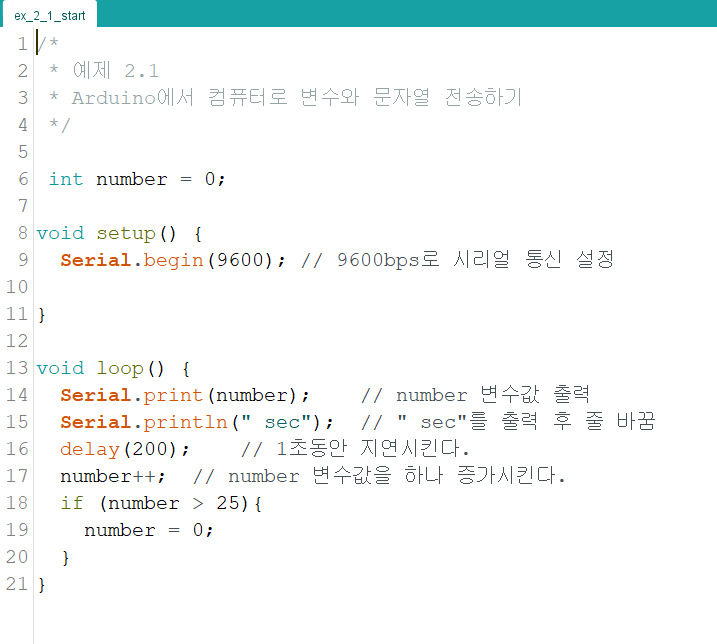 ex_2_1_start
1 /*
2  * 예제 2.1
3  * Arduino에서 컴퓨터로 변수와 문자열 전송하기
4  */
5
6  int number = 0;
7
8 void setup() {
9   Serial.begin(9600); // 9600bps로 시리얼 통신 설정
10
11 }
12
13 void loop() {
14   Serial.print(number);    // number 변수값 출력
15   Serial.println(" sec");  // " sec"를 출력 후 줄 바꿈
16   delay(200);    // 1초동안 지연시킨다.
17   number++;  // number 변수값을 하나 증가시킨다.
18   if (number > 25){
19     number = 0;
20   }
21 }